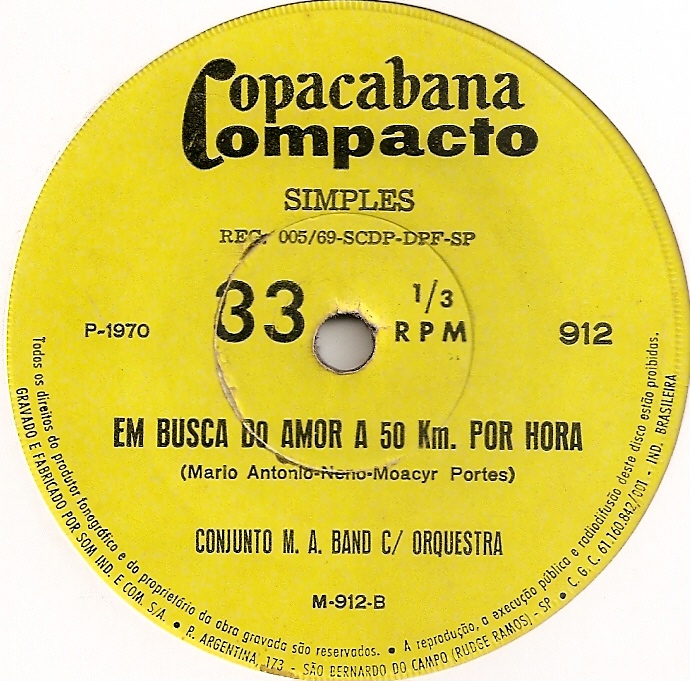 Copacabana
Compacto
SIMPLES
REG. 005/69-SCDP-DPF-SP
33 1/3
RPM
P-1970
912
EM BUSCA DO AMOR A 50 Km. POR HORA
(Mario Antonio-Neno-Moacyr Portes)
CONJUNTO M. A. BAND C/ ORQUESTRA
M-912-B
Todos os direitos do produtor fonográfico e do proprietário da obra gravada são reservados. • A reprodução, a execução pública e radiodifusão deste disco estão proibidas.
GRAVADO E FABRICADO POR SOM IND. E COM. S/A. • R. ARGENTINA, 173 - SÃO BERNARDO DO CAMPO (RUDGE RAMOS) - SP. • C. G. C. 61.160.842/001 - IND. BRASILEIRA